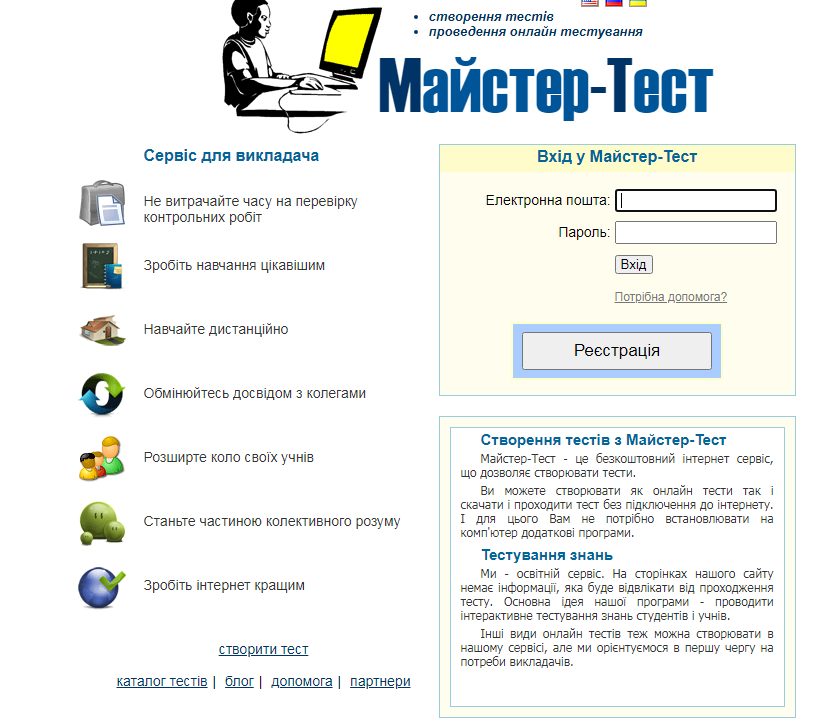 створення тестів
проведення онлайн тестування
Майстер-Тест
Сервіс для викладача
Не витрачайте часу на перевірку
контрольних робіт
Зробіть навчання цікавішим
Навчайте дистанційно
Обмінюйтесь досвідом з колегами
Розширте коло своїх учнів
Станьте частиною колективного розуму
Зробіть інтернет кращим
створити тест
каталог тестів | блог | допомога | партнери
Вхід у Майстер-Тест
Електронна пошта:
Пароль:
Вхід
Потрібна допомога?
Реєстрація
Створення тестів з Майстер-Тест
Майстер-Тест - це безкоштовний інтернет сервіс,
що дозволяє створювати тести.
Ви можете створювати як онлайн тести так і
скачати і проходити тест без підключення до інтернету.
І для цього Вам не потрібно встановлювати на
комп'ютер додаткові програми.
Тестування знань
Ми - освітній сервіс. На сторінках нашого сайту
немає інформації, яка буде відвлікати від проходження
тесту. Основна ідея нашої програми - проводити
інтерактивне тестування знань студентів і учнів.
Інші види онлайн тестів теж можна створювати в
нашому сервісі, але ми орієнтуємося в першу чергу на
потреби викладачів.